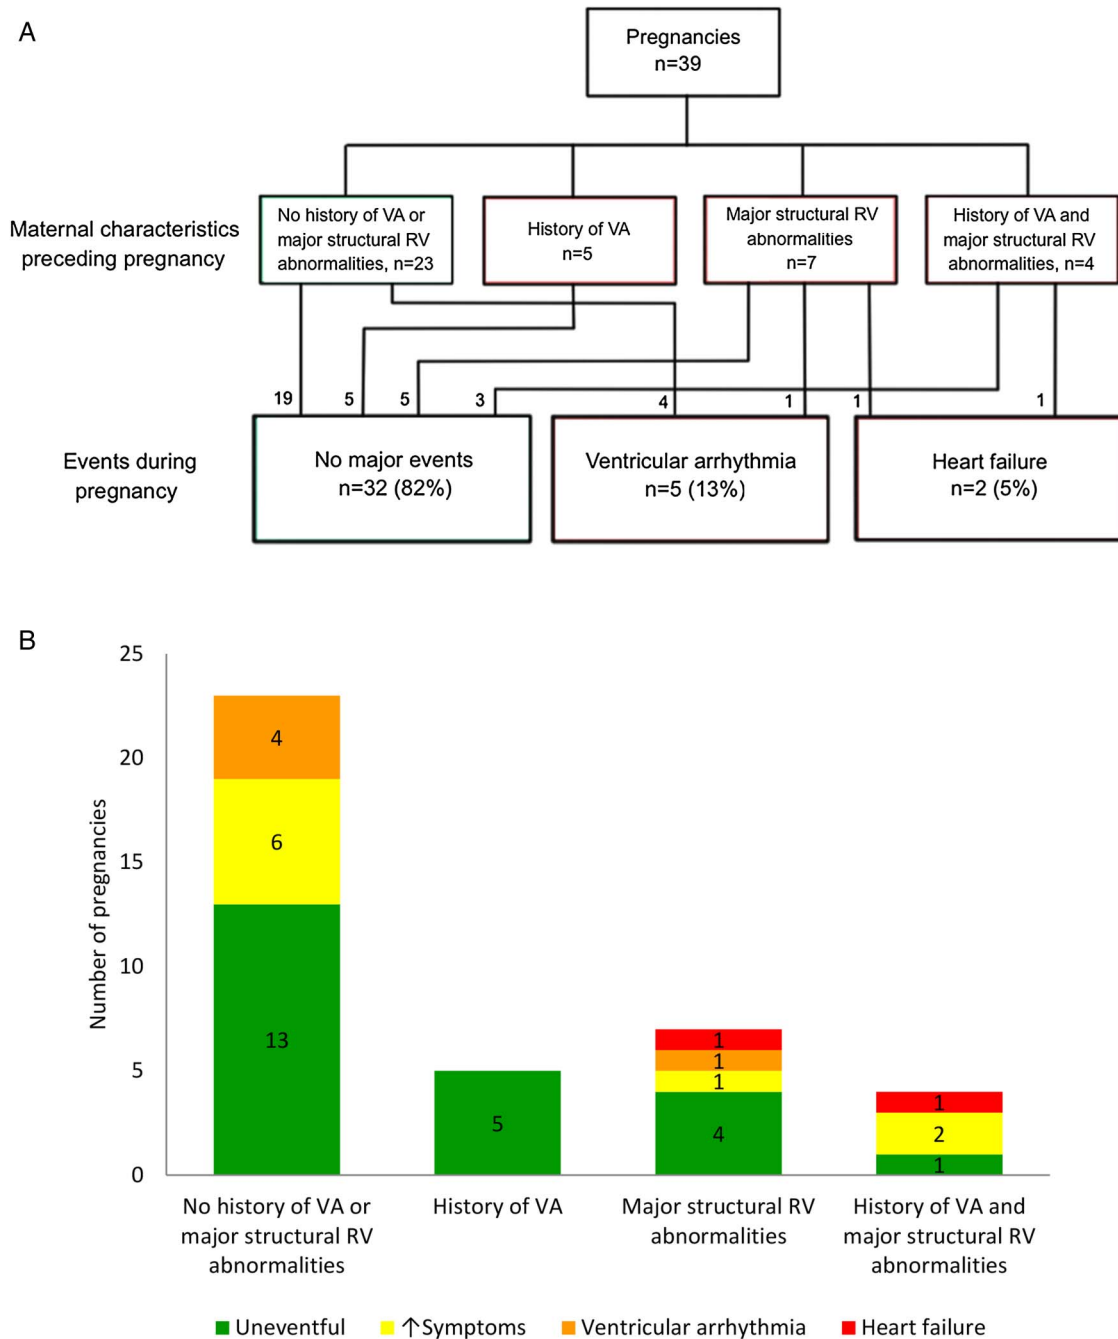 A
Pregnancies
n=39
Maternal characteristics
preceding pregnancy
No history of VA or
major structural RV
abnormalities, n=23
History of VA
n=5
Major structural RV
abnormalities
n=7
History of VA and
major structural RV
abnormalities, n=4
19 5 5 3 4 1 1 1
Events during
pregnancy
No major events
n=32 (82%)
Ventricular arrhythmia
n=5 (13%)
Heart failure
n=2 (5%)
B
Number of pregnancies
25
20
15
10
5
0
4
6
13
5
1
1
1
4
1
2
1
No history of VA or
major structural RV
abnormalities
History of VA
Major structural RV
abnormalities
History of VA and
major structural RV
abnormalities
Uneventful ↑Symptoms Ventricular arrhythmia Heart failure